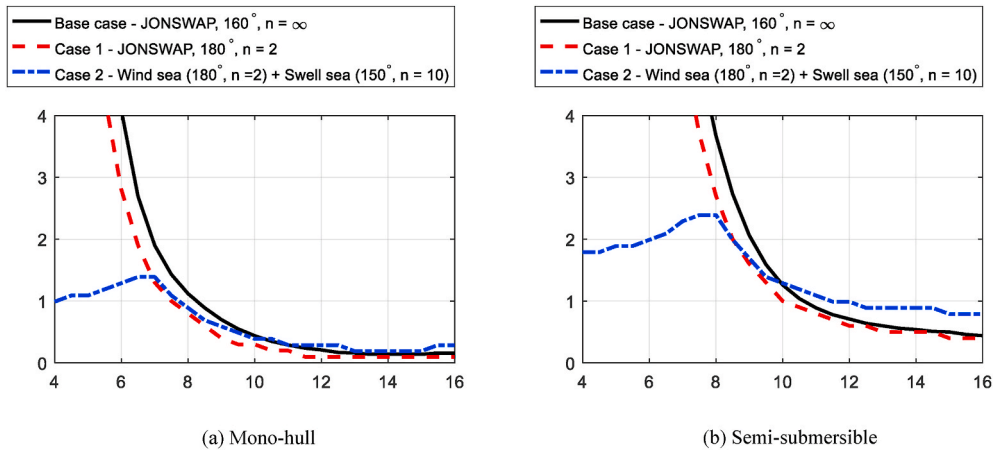 Base case - JONSWAP, 160°, n = ∞
Case 1 - JONSWAP, 180°, n = 2
Case 2 - Wind sea (180°, n =2) + Swell sea (150°, n = 10)
4
3
2
1
0
4 6 8 10 12 14 16
(a) Mono-hull
Base case - JONSWAP, 160°, n = ∞
Case 1 - JONSWAP, 180°, n = 2
Case 2 - Wind sea (180°, n =2) + Swell sea (150°, n = 10)
4
3
2
1
0
4 6 8 10 12 14 16
(b) Semi-submersible